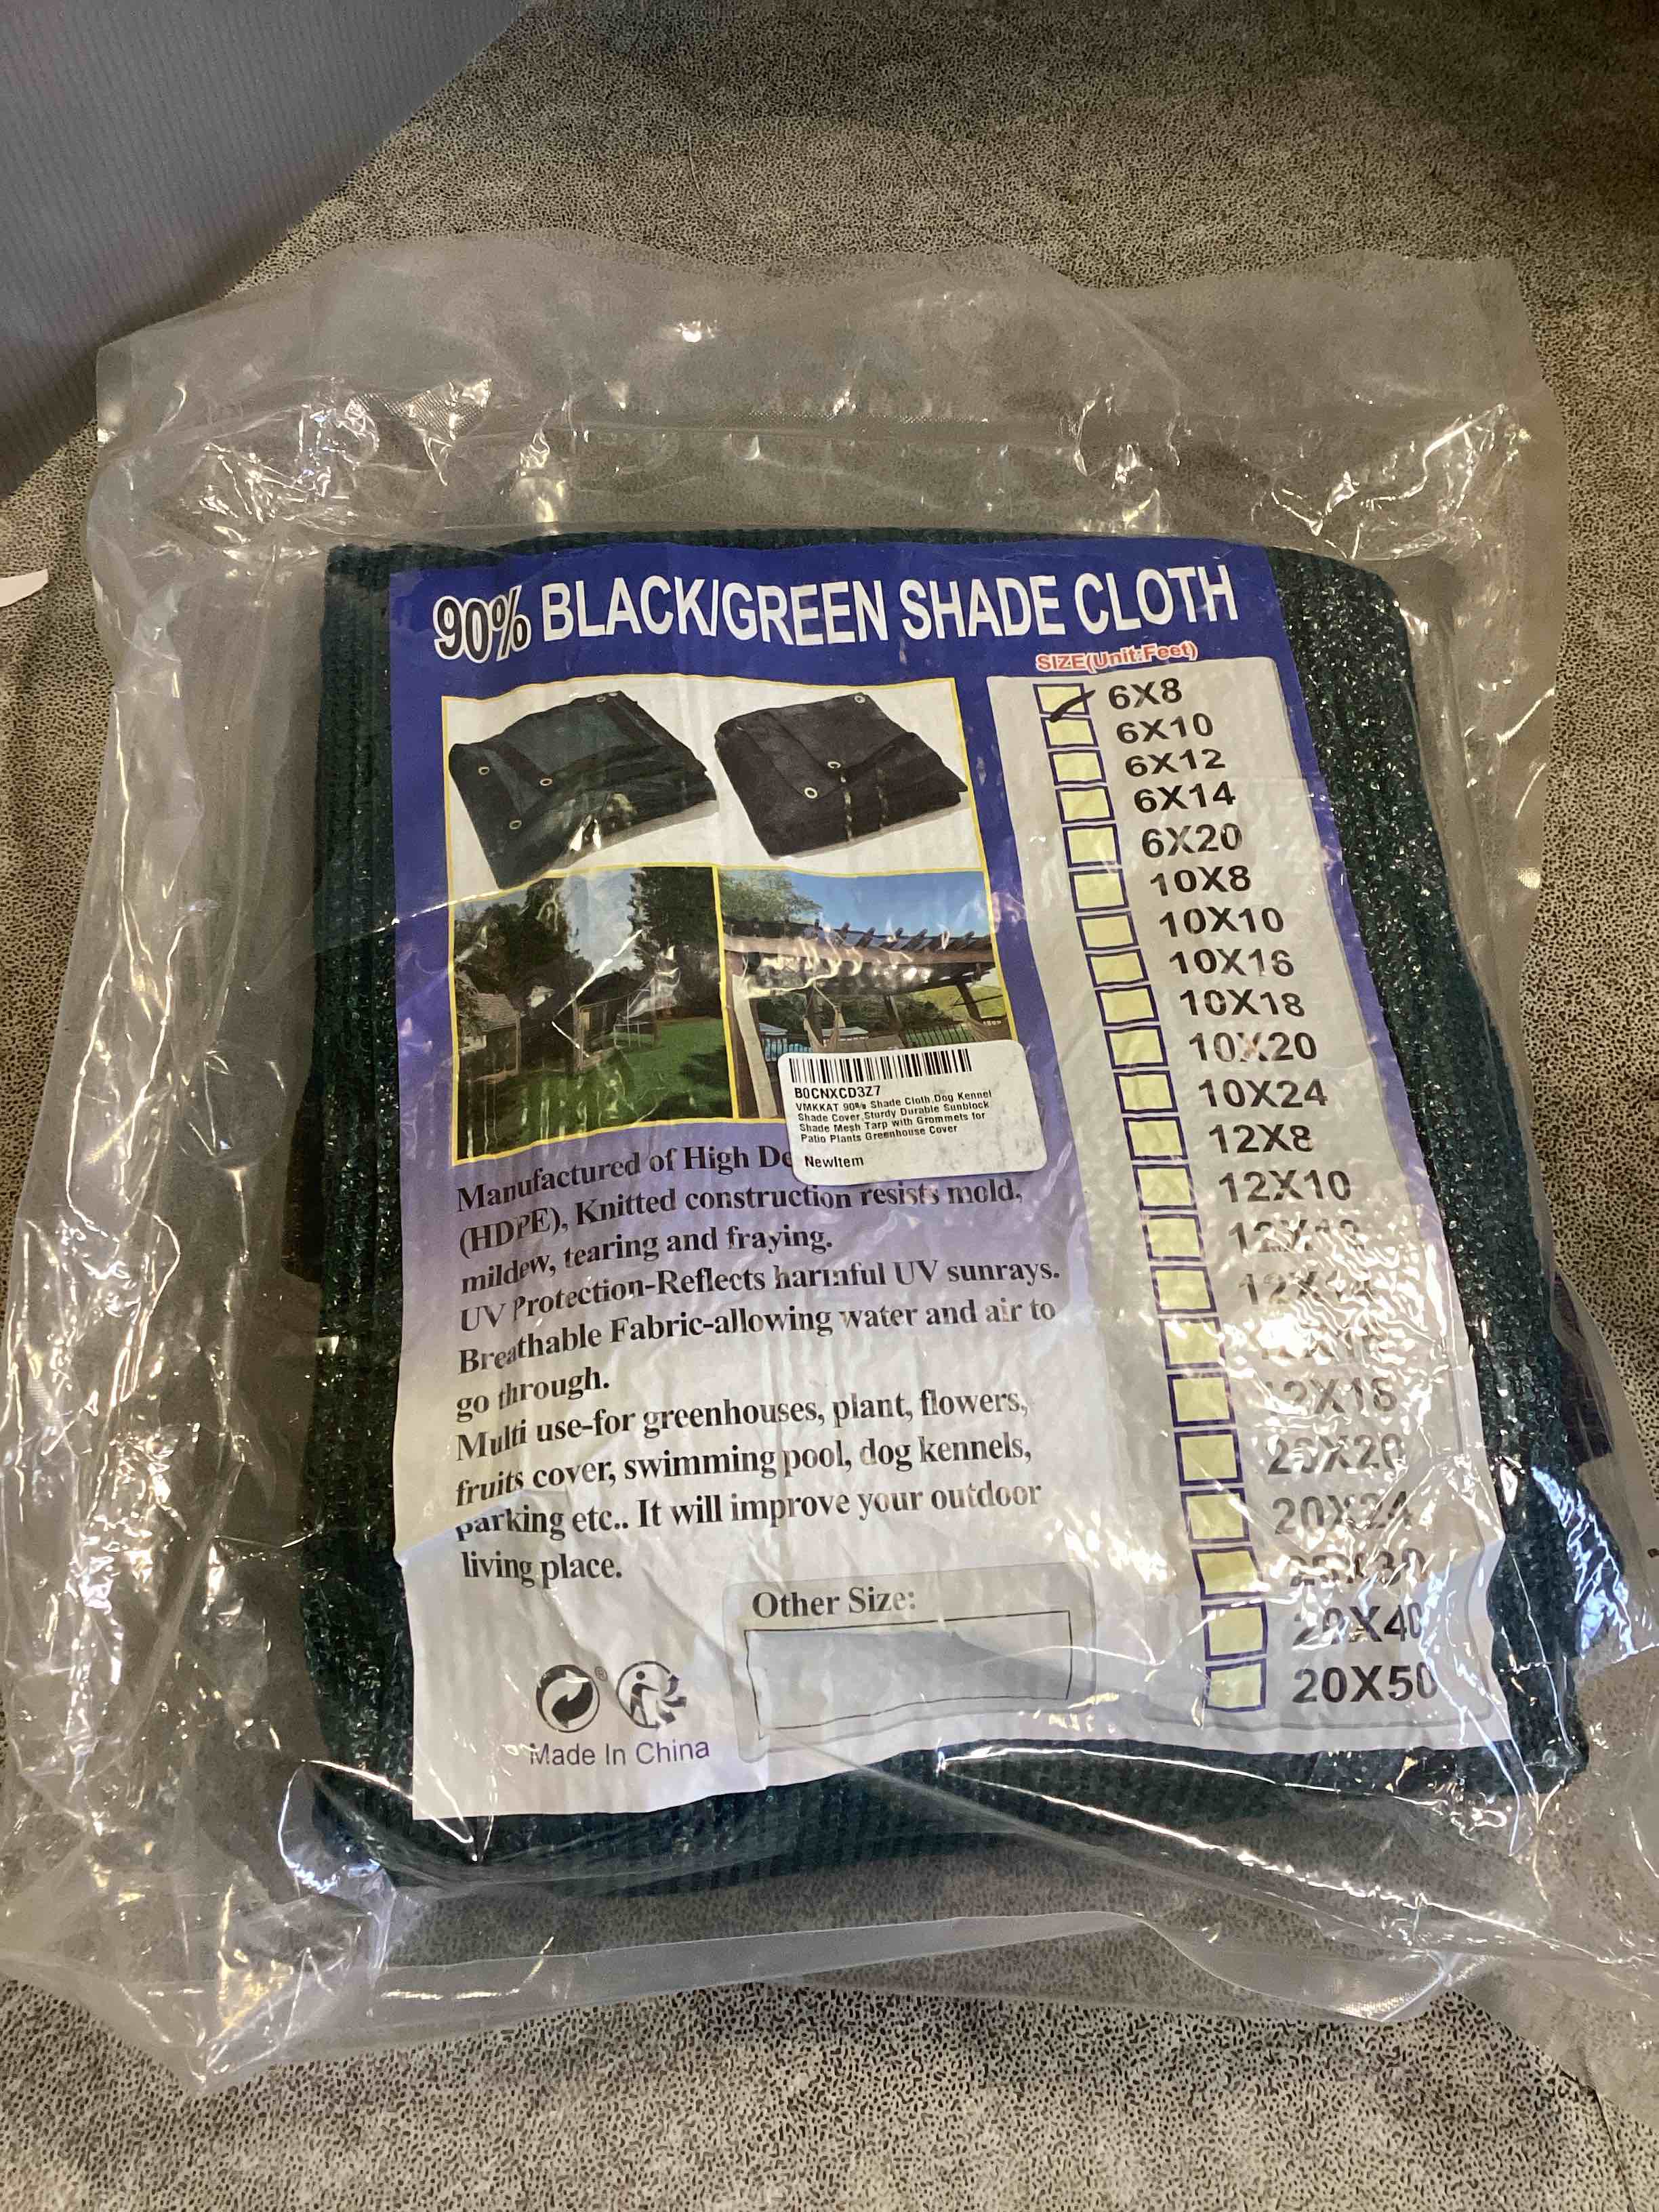 90% BLACK/GREEN SHADE CLOTH
SIZE(Unit:Feet)
6X8
6X10
6X12
6X14
6X20
10X8
10X10
10X16
10X18
10X20
10X24
12X8
12X10
12X16
20X20
20X24
20X40
20X50
B0CNXCD3Z7
VMKKAT 90% Shade Cloth,Dog Kennel
Shade Cover,Sturdy Durable Sunblock
Shade Mesh Tarp with Grommets for
Patio Plants Greenhouse Cover
NewItem
Manufactured of High
(HDPE), Knitted construction resists mold,
mildew, tearing and fraying.
UV Protection-Reflects harmful UV sunrays.
Breathable Fabric-allowing water and air to
go through.
Multi use-for greenhouses, plant, flowers,
fruits cover, swimming pool, dog kennels,
parking etc.. It will improve your outdoor
living place.
Other Size:
®
Made In China